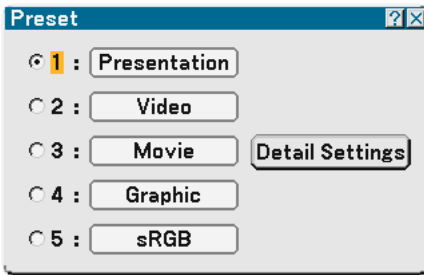 Preset ? X
1 : Presentation
2 : Video
3 : Movie Detail Settings
4 : Graphic
5 : sRGB